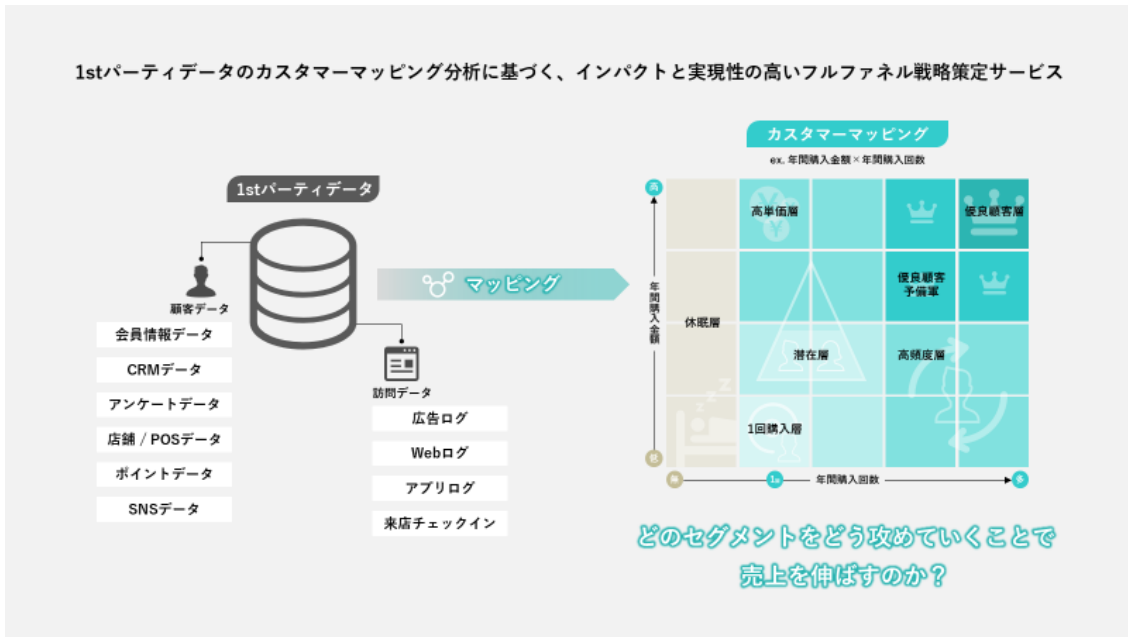 1stパーティデータのカスタマーマッピング分析に基づく、インパクトと実現性の高いフルファネル戦略策定サービス
1stパーティデータ
顧客データ
会員情報データ
CRMデータ
アンケートデータ
店舗 / POSデータ
ポイントデータ
SNSデータ
訪問データ
広告ログ
Webログ
アプリログ
来店チェックイン
マッピング
カスタマーマッピング
ex. 年間購入金額×年間購入回数
高
年間購入金額
低
高単価層
優良顧客層
優良顧客
予備軍
休眠層
潜在層
高頻度層
1回購入層
1回
年間購入回数
多
どのセグメントをどう攻めていくことで
売上を伸ばすのか？